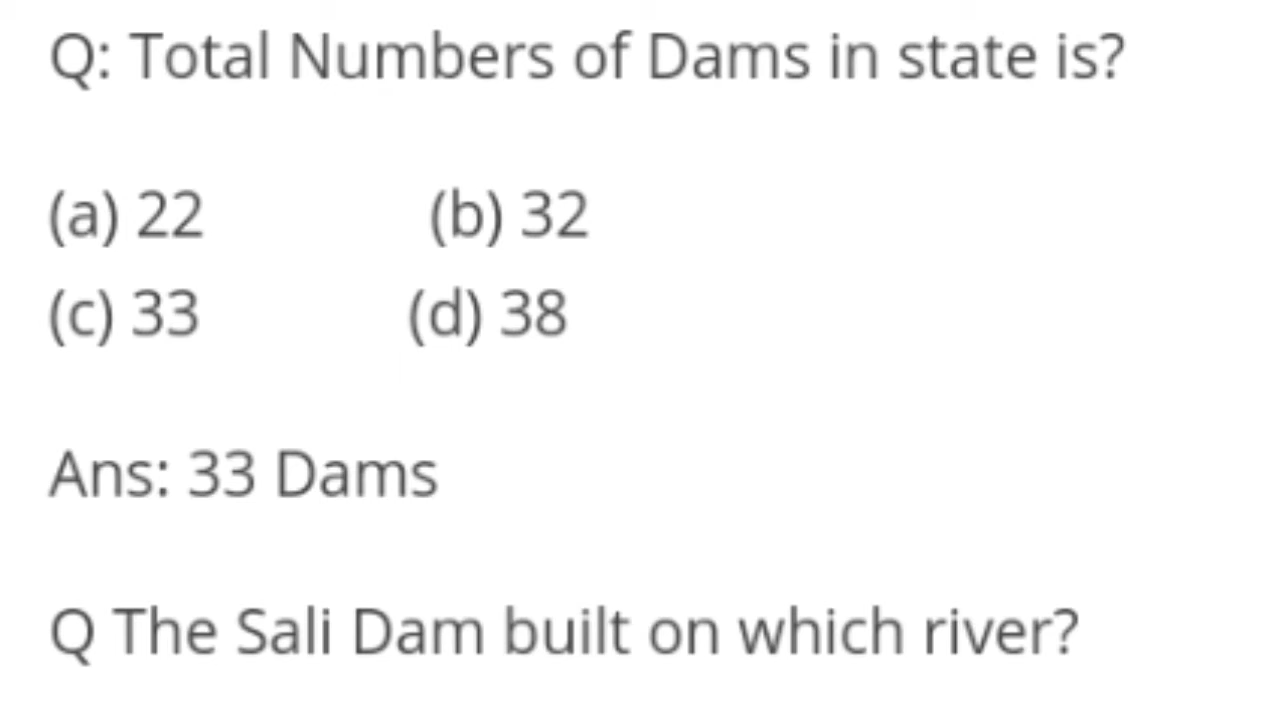 Q: Total Numbers of Dams in state is?
(a) 22 (b) 32
(c) 33 (d) 38
Ans: 33 Dams
Q The Sali Dam built on which river?